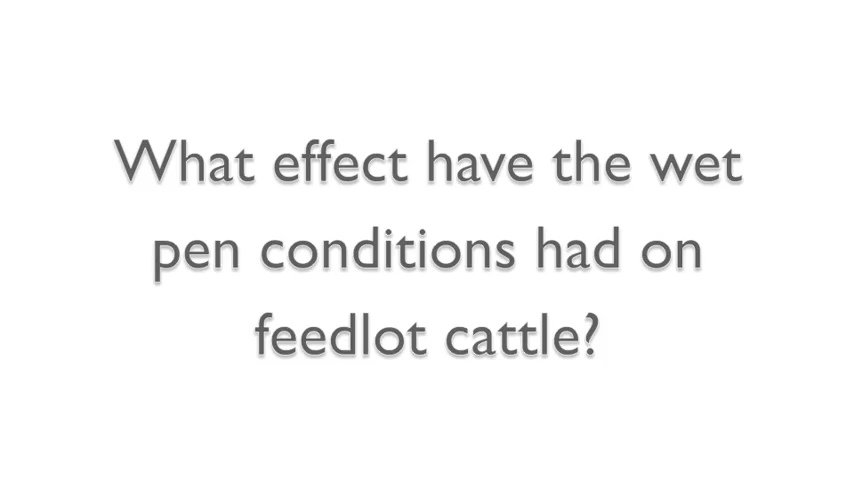 What effect have the wet
pen conditions had on
feedlot cattle?